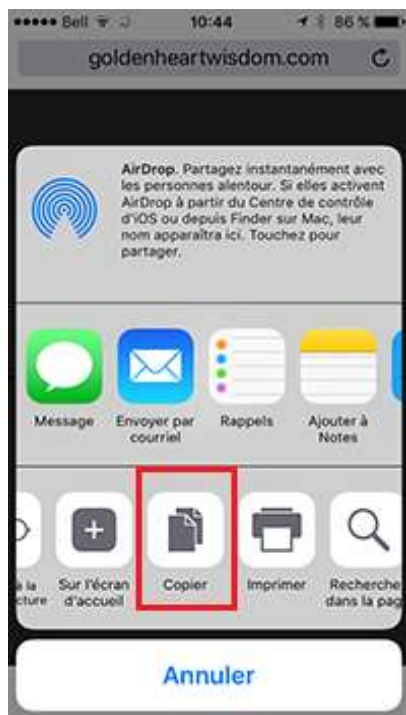 Bell 10:44 86 %
goldenheartwisdom.com
AirDrop. Partagez instantanément avec
les personnes alentour. Si elles activent
AirDrop à partir du Centre de contrôle
d'iOS ou depuis Finder sur Mac, leur
nom apparaîtra ici. Touchez pour
partager.
Message
Envoyer par
courriel
Rappels
Ajouter à
Notes
à la
cture
Sur l'écran
d'accueil
Copier
Imprimer
Recherche
dans la pag
Annuler